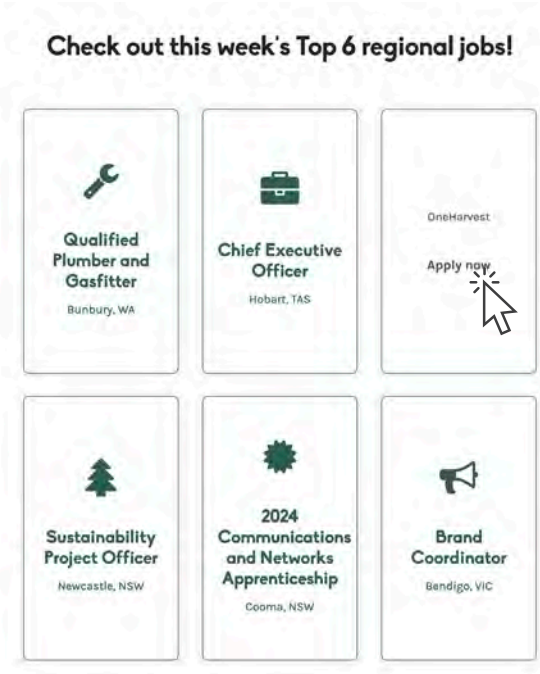 Check out this week's Top 6 regional jobs!
Qualified
Plumber and
Gasfitter
Bunbury, WA
Chief Executive
Officer
Hobart, TAS
OneHarvest
Apply now
Sustainability
Project Officer
Newcastle, NSW
2024
Communications
and Networks
Apprenticeship
Cooma, NSW
Brand
Coordinator
Bendigo, VIC